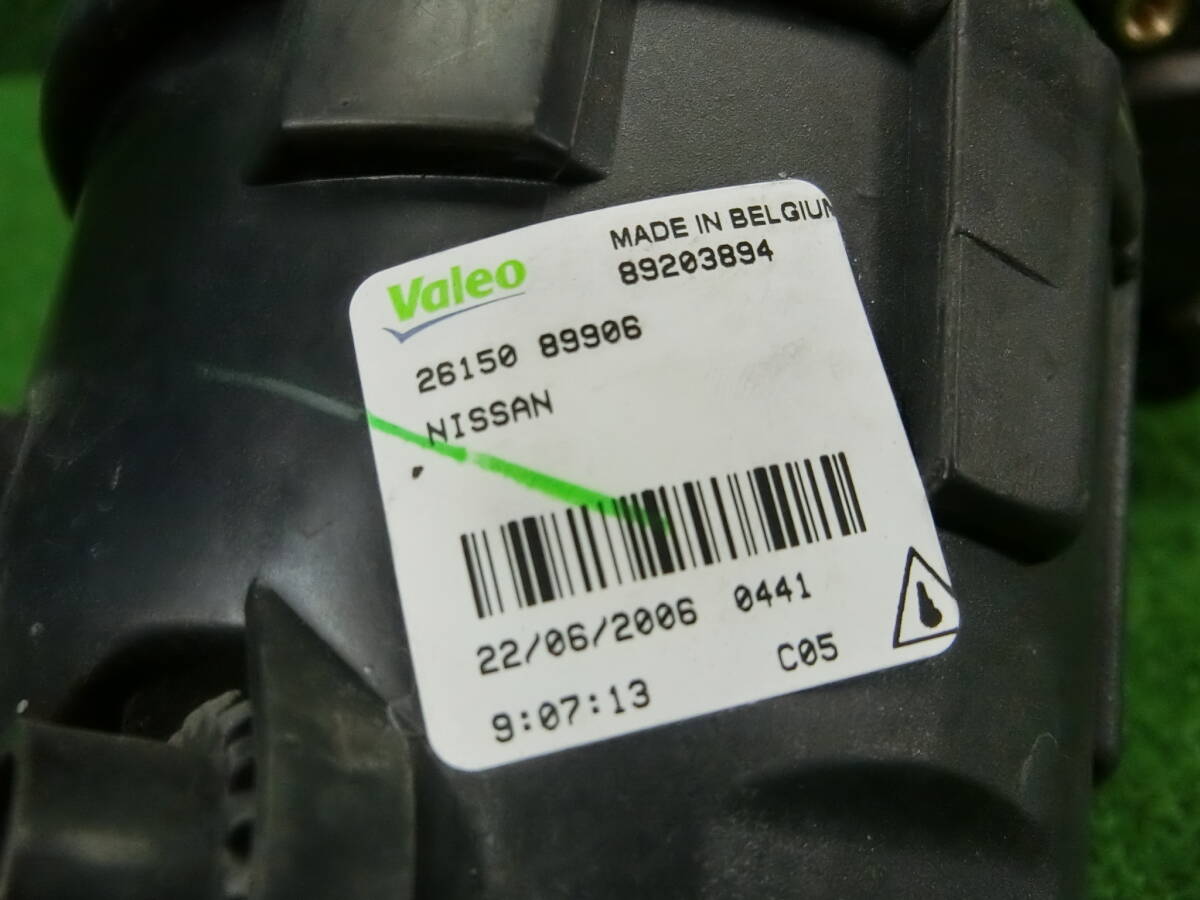 MADE IN BELGIUM
Valeo 89203894
26150 89906
NISSAN
22/06/2006 0441
9:07:13 C05